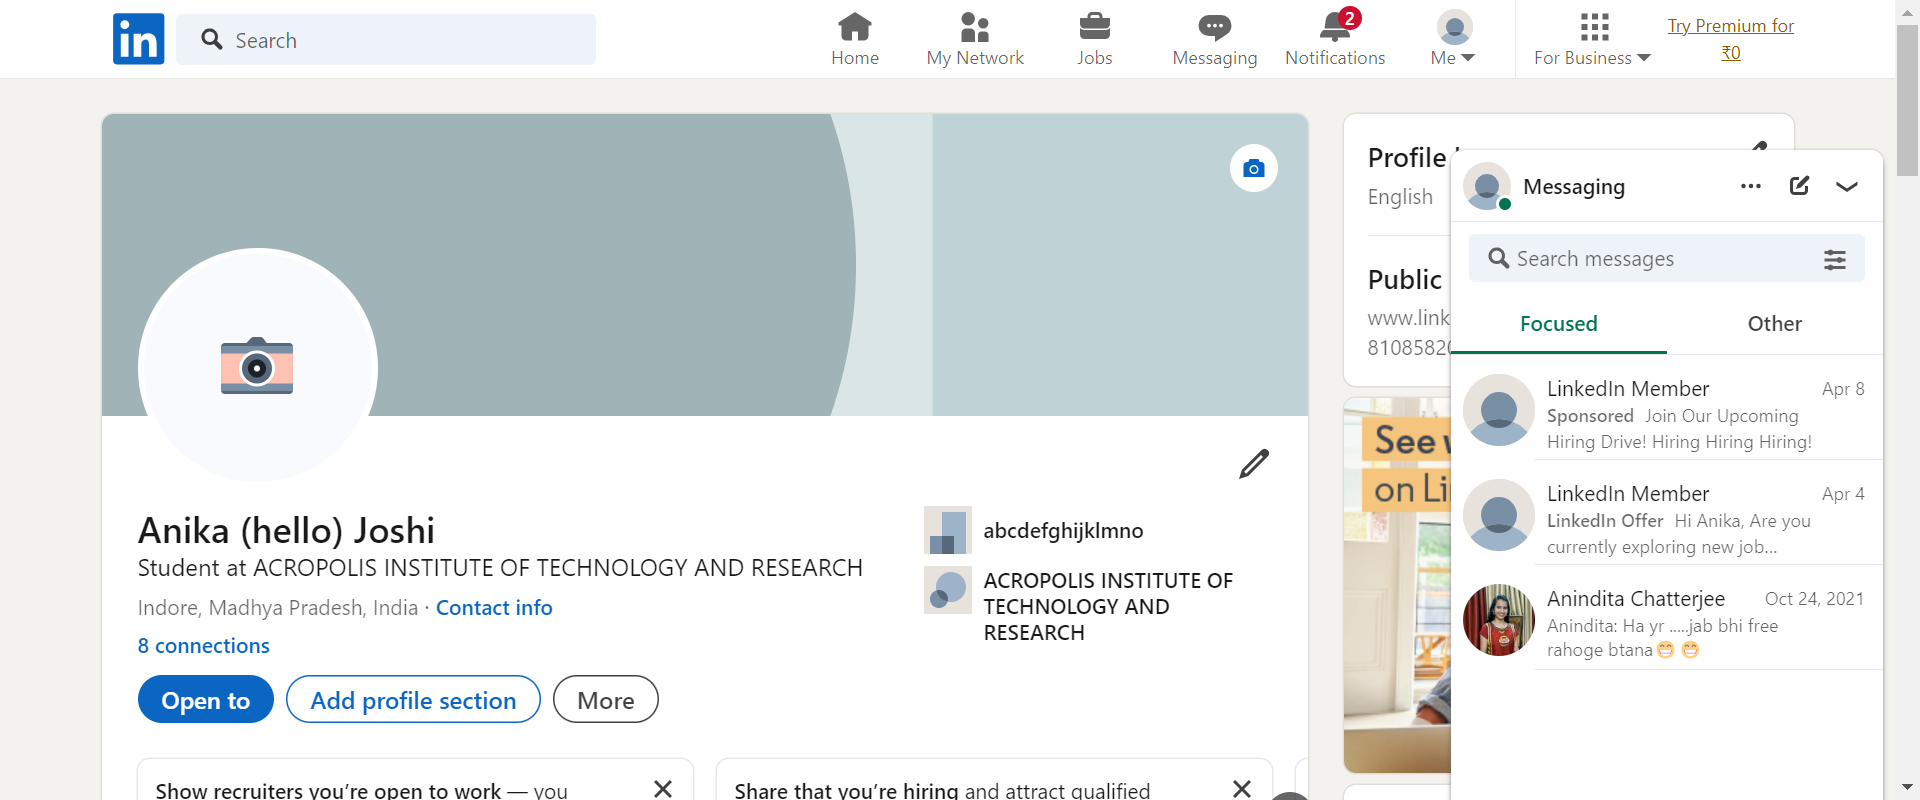 in
Search
Home
My Network
Jobs
Messaging
2
Notifications
Me
For Business
Try Premium for
₹0
Profile
English
Public
www.link
8108582
See
on Li
Messaging
Search messages
Focused
Other
LinkedIn Member
Apr 8
Sponsored Join Our Upcoming
Hiring Drive! Hiring Hiring Hiring!
LinkedIn Member
Apr 4
LinkedIn Offer Hi Anika, Are you
currently exploring new job...
Anindita Chatterjee
Oct 24, 2021
Anindita: Ha yr .....jab bhi free
rahoge btana😁 😁
Anika (hello) Joshi
Student at ACROPOLIS INSTITUTE OF TECHNOLOGY AND RESEARCH
Indore, Madhya Pradesh, India · Contact info
8 connections
abcdefghijklmno
ACROPOLIS INSTITUTE OF
TECHNOLOGY AND
RESEARCH
Open to
Add profile section
More
Show recruiters you’re open to work — you
Share that you’re hiring and attract qualified